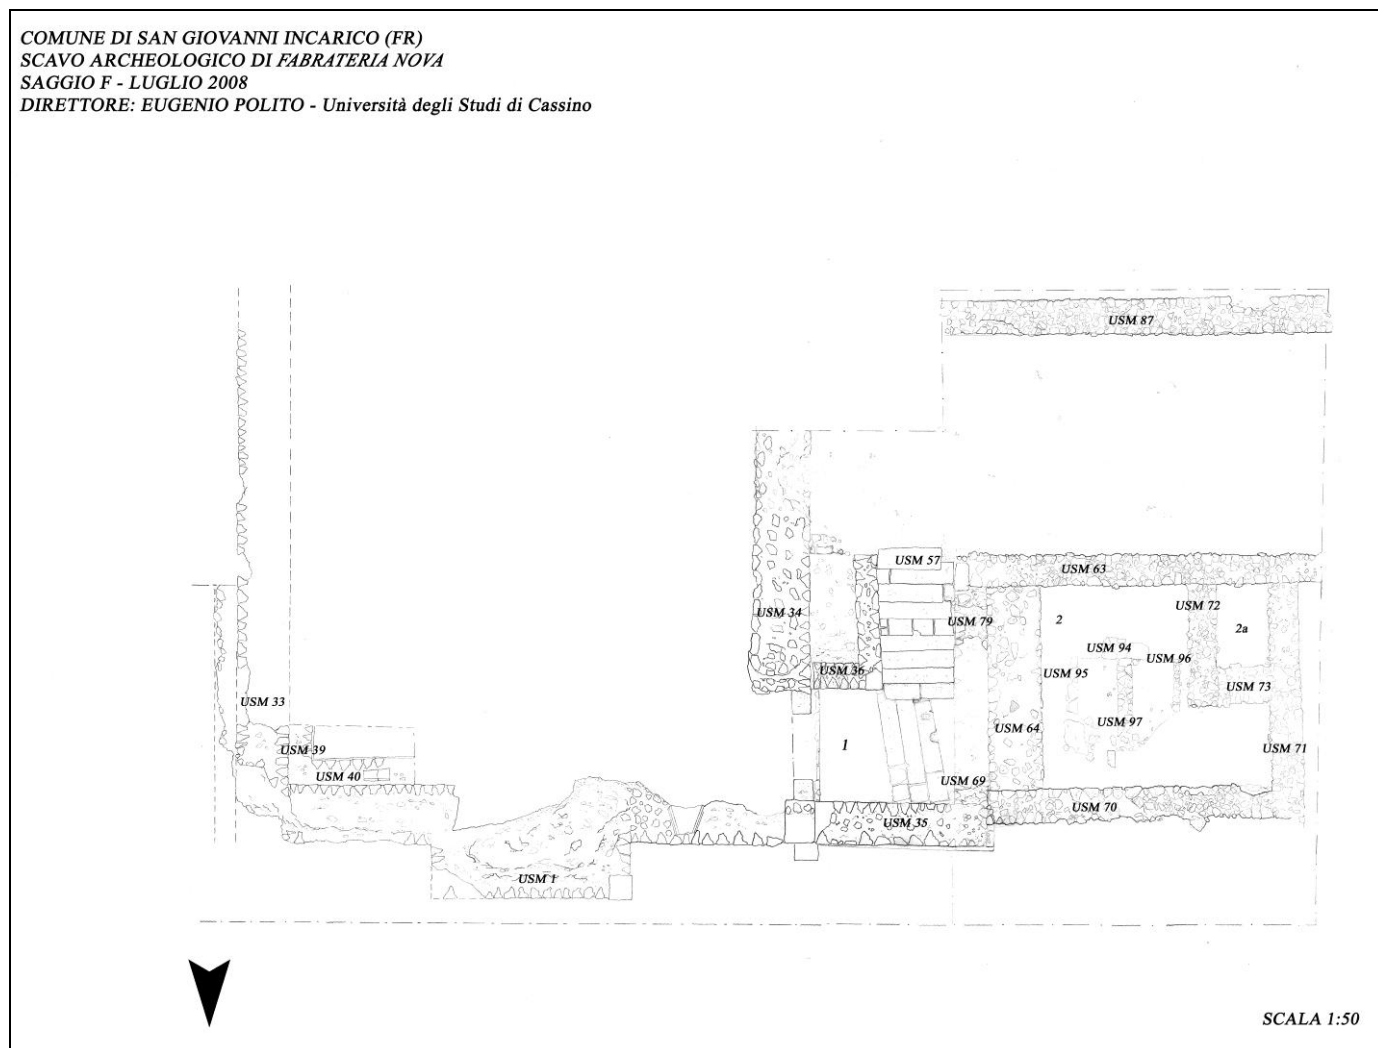 COMUNE DI SAN GIOVANNI INCARICO (FR)
SCAVO ARCHEOLOGICO DI FABRATERIA NOVA
SAGGIO F - LUGLIO 2008
DIRETTORE: EUGENIO POLITO - Università degli Studi di Cassino
USM 87
USM 57
USM 63
USM 34
USM 79
2
USM 72
2a
USM 94
USM 96
USM 36
USM 95
USM 73
USM 33
USM 97
USM 64
1
USM 39
USM 71
USM 40
USM 69
USM 70
USM 35
USM 1
SCALA 1:50